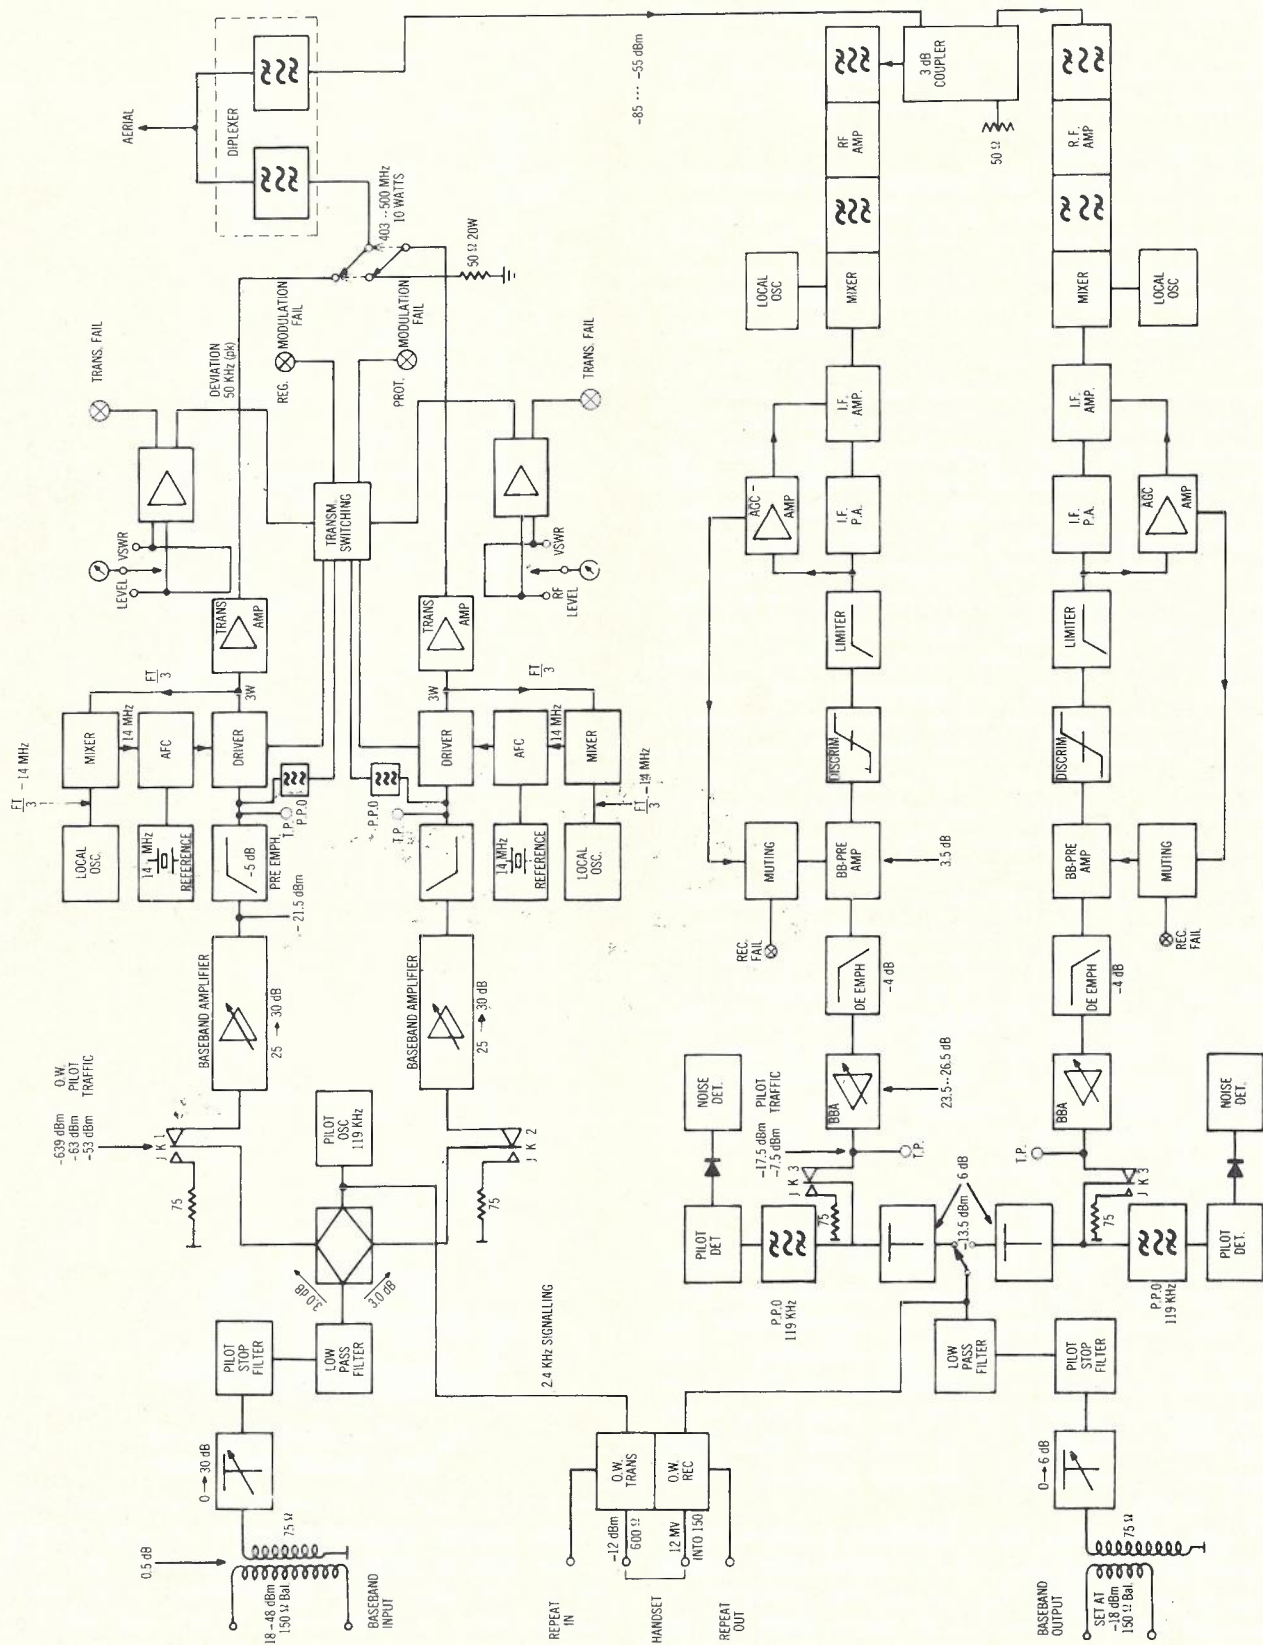 AERIAL
DIPLEXER
-85 --- -55 dBm
3 dB
COUPLER
50 Ω
RF
AMP
R.F.
AMP
403 -- 500 MHz
10 WATTS
50 Ω 20W
TRANS. FAIL
DEVIATION
50 KHz (pk)
REG.
MODULATION
FAIL
PROT.
MODULATION
FAIL
TRANS. FAIL
LOCAL
OSC
MIXER
MIXER
LOCAL
OSC
LEVEL
VSWR
TRANSM.
SWITCHING
VSWR
RF
LEVEL
AGC -
AMP
I.F.
AMP.
I.F.
P.A.
I.F.
AMP.
I.F.
P.A.
AGC
AMP
TRANS
AMP
TRANS
AMP
LIMITER
LIMITER
FT
3
3W
3W
FT
3
FT - 14 MHz
3
MIXER
14 MHz
AFC
DRIVER
DRIVER
AFC
14 MHz
MIXER
FT - 14 MHz
3
DISCRIM
DISCRIM
LOCAL
OSC.
14 MHz
REFERENCE
-5 dB
PRE EMPH
T.P.
P.P.O
P.P.O
T.P.
14 MHz
REFERENCE
LOCAL
OSC.
-21.5 dBm
MUTING
BB-PRE
AMP
3.5 dB
BB-PRE
AMP
MUTING
REC.
FAIL
REC.
FAIL
BASEBAND AMPLIFIER
25 → 30 dB
BASEBAND AMPLIFIER
25 → 30 dB
DE EMPH
-4 dB
DE EMPH
-4 dB
O.W.
PILOT
TRAFFIC
-639 dBm
-63 dBm
-53 dBm
J K 1
75
PILOT
OSC
119 KHz
J K 2
75
3.0 dB
3.0 dB
NOISE
DET.
PILOT
TRAFFIC
-17.5 dBm
-7.5 dBm
BBA
23.5--26.5 dB
BBA
NOISE
DET.
J K 3
T.P.
T.P.
J K 3
PILOT
DET
75
6 dB
-13.5 dBm
75
PILOT
DET.
P.P.O
119 KHz
P.P.O
119 KHz
PILOT
STOP
FILTER
LOW
PASS
FILTER
2.4 KHz SIGNALLING
LOW
PASS
FILTER
PILOT
STOP
FILTER
0 → 30 dB
O.W.
TRANS
O.W.
REC
0 → 6 dB
0.5 dB
75 Ω
18 -48 dBm
150 Ω Bal.
BASEBAND
INPUT
-12 dBm
600 Ω
12 MV
INTO 150
REPEAT
IN
HANDSET
REPEAT
OUT
75 Ω
BASEBAND
OUTPUT
SET AT
-18 dBm
150 Ω Bal.